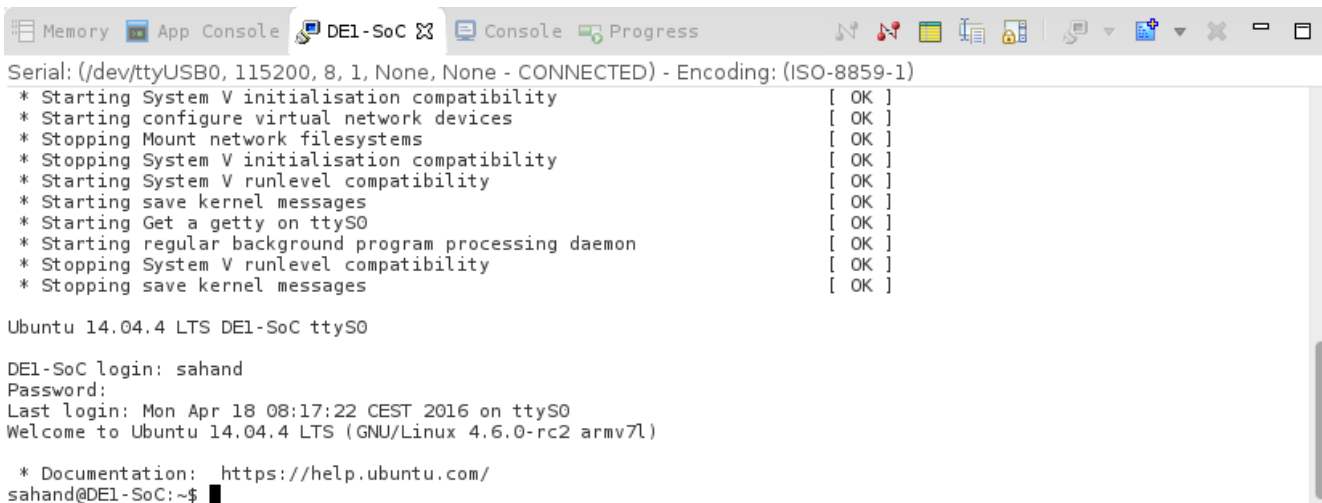 Memory App Console DE1-SoC Console Progress
Serial: (/dev/ttyUSB0, 115200, 8, 1, None, None - CONNECTED) - Encoding: (ISO-8859-1)
 * Starting System V initialisation compatibility [ OK ]
 * Starting configure virtual network devices [ OK ]
 * Stopping Mount network filesystems [ OK ]
 * Stopping System V initialisation compatibility [ OK ]
 * Starting System V runlevel compatibility [ OK ]
 * Starting save kernel messages [ OK ]
 * Starting Get a getty on ttyS0 [ OK ]
 * Starting regular background program processing daemon [ OK ]
 * Stopping System V runlevel compatibility [ OK ]
 * Stopping save kernel messages [ OK ]
Ubuntu 14.04.4 LTS DE1-SoC ttyS0
DE1-SoC login: sahand
Password:
Last login: Mon Apr 18 08:17:22 CEST 2016 on ttyS0
Welcome to Ubuntu 14.04.4 LTS (GNU/Linux 4.6.0-rc2 armv7l)
 * Documentation:  https://help.ubuntu.com/
sahand@DE1-SoC:~$